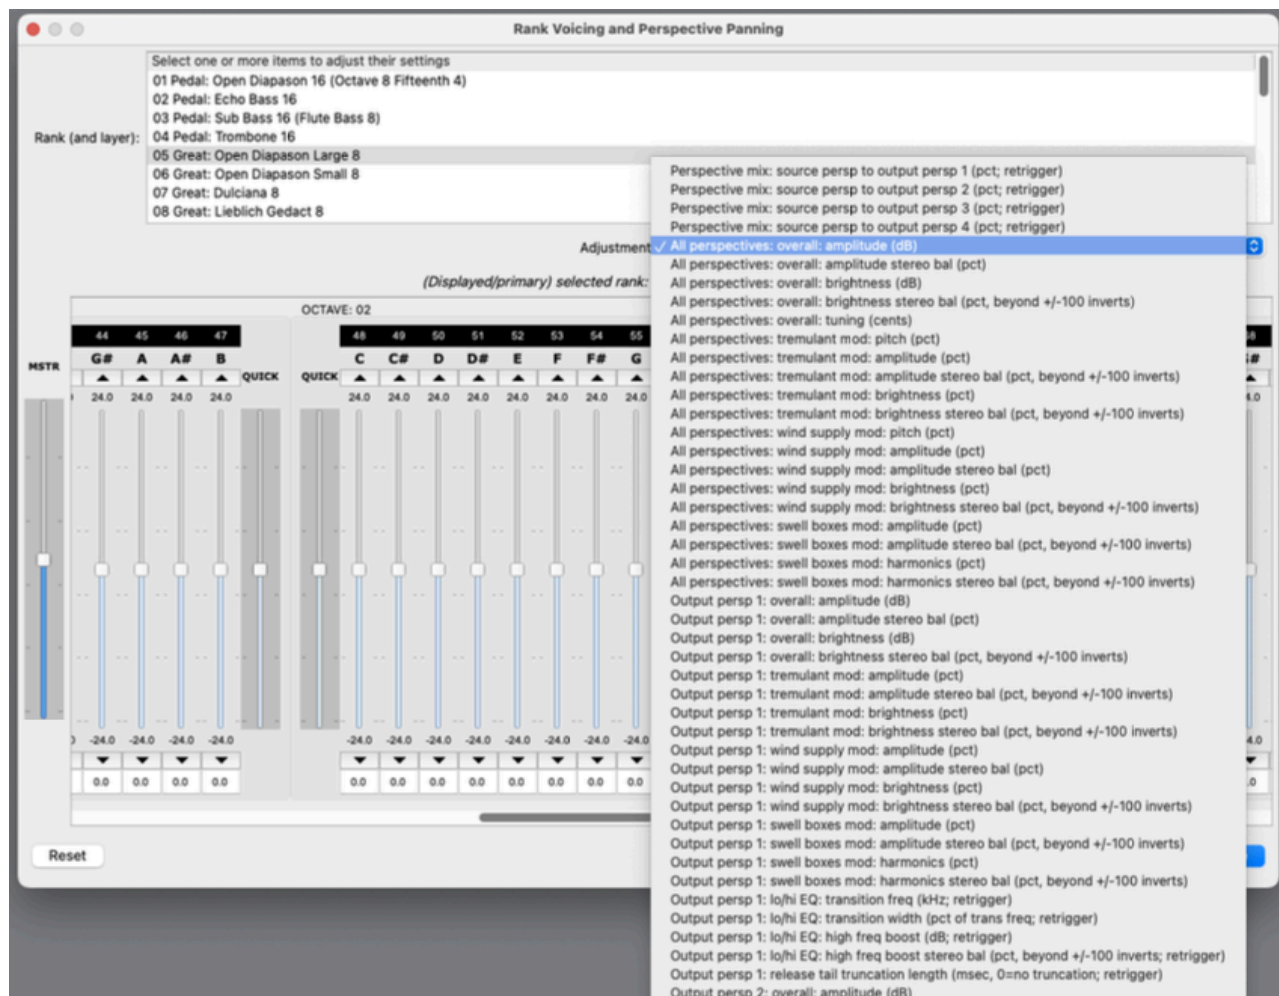 Rank Voicing and Perspective Panning
Select one or more items to adjust their settings
01 Pedal: Open Diapason 16 (Octave 8 Fifteenth 4)
02 Pedal: Echo Bass 16
03 Pedal: Sub Bass 16 (Flute Bass 8)
Rank (and layer):
04 Pedal: Trombone 16
05 Great: Open Diapason Large 8
06 Great: Open Diapason Small 8
07 Great: Dulciana 8
08 Great: Lieblich Gedact 8
Adjustment
(Displayed/primary) selected rank:
OCTAVE: 02
44 45 46 47 48 49 50 51 52 53 54 55
MSTR G# A A# B QUICK QUICK C C# D D# E F F# G
24.0 24.0 24.0 24.0 24.0 24.0 24.0 24.0 24.0 24.0 24.0 24.0
-24.0 -24.0 -24.0 -24.0 -24.0 -24.0 -24.0 -24.0 -24.0 -24.0 -24.0 -24.0
0.0 0.0 0.0 0.0 0.0 0.0 0.0 0.0 0.0 0.0 0.0 0.0
Reset
Perspective mix: source persp to output persp 1 (pct; retrigger)
Perspective mix: source persp to output persp 2 (pct; retrigger)
Perspective mix: source persp to output persp 3 (pct; retrigger)
Perspective mix: source persp to output persp 4 (pct; retrigger)
✓ All perspectives: overall: amplitude (dB)
All perspectives: overall: amplitude stereo bal (pct)
All perspectives: overall: brightness (dB)
All perspectives: overall: brightness stereo bal (pct, beyond +/-100 inverts)
All perspectives: overall: tuning (cents)
All perspectives: tremulant mod: pitch (pct)
All perspectives: tremulant mod: amplitude (pct)
All perspectives: tremulant mod: amplitude stereo bal (pct, beyond +/-100 inverts)
All perspectives: tremulant mod: brightness (pct)
All perspectives: tremulant mod: brightness stereo bal (pct, beyond +/-100 inverts)
All perspectives: wind supply mod: pitch (pct)
All perspectives: wind supply mod: amplitude (pct)
All perspectives: wind supply mod: amplitude stereo bal (pct)
All perspectives: wind supply mod: brightness (pct)
All perspectives: wind supply mod: brightness stereo bal (pct, beyond +/-100 inverts)
All perspectives: swell boxes mod: amplitude (pct)
All perspectives: swell boxes mod: amplitude stereo bal (pct, beyond +/-100 inverts)
All perspectives: swell boxes mod: harmonics (pct)
All perspectives: swell boxes mod: harmonics stereo bal (pct, beyond +/-100 inverts)
Output persp 1: overall: amplitude (dB)
Output persp 1: overall: amplitude stereo bal (pct)
Output persp 1: overall: brightness (dB)
Output persp 1: overall: brightness stereo bal (pct, beyond +/-100 inverts)
Output persp 1: tremulant mod: amplitude (pct)
Output persp 1: tremulant mod: amplitude stereo bal (pct, beyond +/-100 inverts)
Output persp 1: tremulant mod: brightness (pct)
Output persp 1: tremulant mod: brightness stereo bal (pct, beyond +/-100 inverts)
Output persp 1: wind supply mod: amplitude (pct)
Output persp 1: wind supply mod: amplitude stereo bal (pct)
Output persp 1: wind supply mod: brightness (pct)
Output persp 1: wind supply mod: brightness stereo bal (pct, beyond +/-100 inverts)
Output persp 1: swell boxes mod: amplitude (pct)
Output persp 1: swell boxes mod: amplitude stereo bal (pct, beyond +/-100 inverts)
Output persp 1: swell boxes mod: harmonics (pct)
Output persp 1: swell boxes mod: harmonics stereo bal (pct, beyond +/-100 inverts)
Output persp 1: lo/hi EQ: transition freq (kHz; retrigger)
Output persp 1: lo/hi EQ: transition width (pct of trans freq; retrigger)
Output persp 1: lo/hi EQ: high freq boost (dB; retrigger)
Output persp 1: lo/hi EQ: high freq boost stereo bal (pct, beyond +/-100 inverts; retrigger)
Output persp 1: release tail truncation length (msec, 0=no truncation; retrigger)
Output persp 2: overall: amplitude (dB)